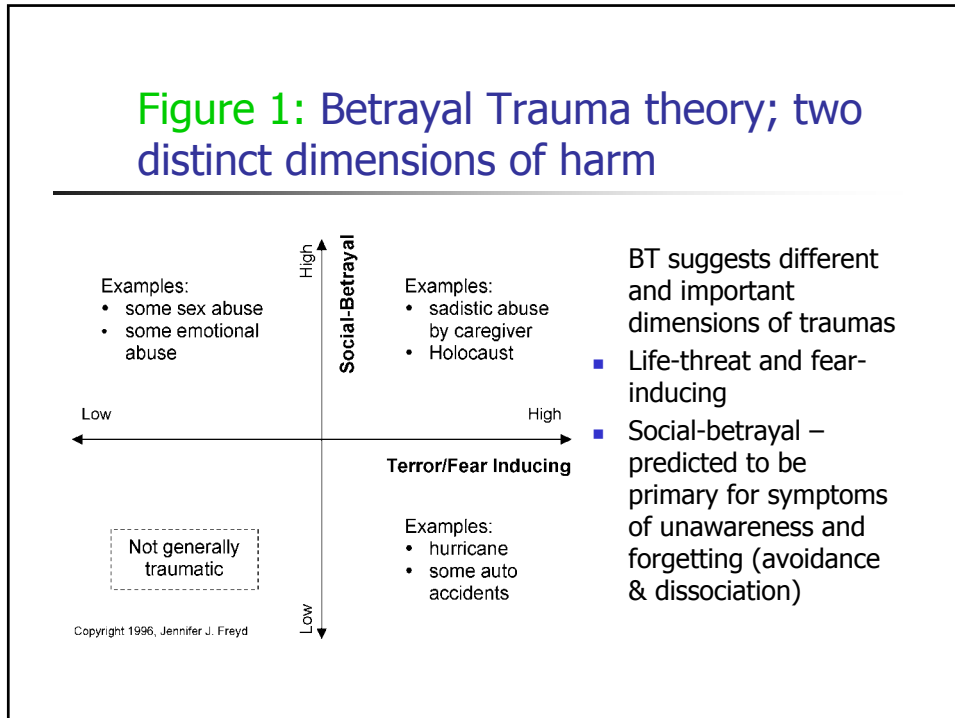 Figure 1: Betrayal Trauma theory; two
distinct dimensions of harm
Examples:
• some sex abuse
• some emotional
abuse
High
Social-Betrayal
Examples:
• sadistic abuse
by caregiver
• Holocaust
Low
High
Terror/Fear Inducing
Not generally
traumatic
Examples:
• hurricane
• some auto
accidents
Low
Copyright 1996, Jennifer J. Freyd
BT suggests different
and important
dimensions of traumas
■ Life-threat and fear-
inducing
■ Social-betrayal –
predicted to be
primary for symptoms
of unawareness and
forgetting (avoidance
& dissociation)